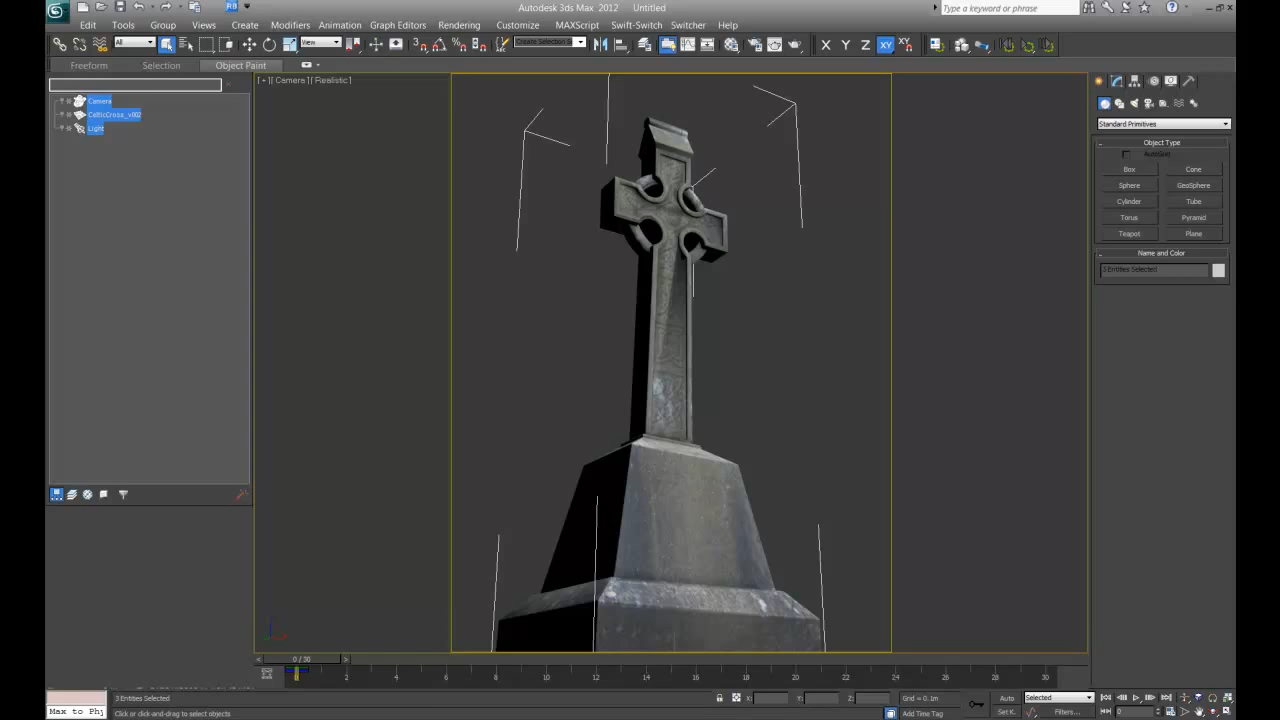 Autodesk 3ds Max 2012 Untitled
Type a keyword or phrase
Edit Tools Group Views Create Modifiers Animation Graph Editors Rendering Customize MAXScript Swift-Switch Switcher Help
RB
All View Create Selection S X Y Z XY XY
Freeform Selection Object Paint
[ + ] [ Camera ] [ Realistic ]
Camera
CelticCross_v002
Light
Standard Primitives
- Object Type
AutoGrid
Box Cone
Sphere GeoSphere
Cylinder Tube
Torus Pyramid
Teapot Plane
- Name and Color
3 Entities Selected
< 0 / 30 >
2 4 6 8 10 12 14 16 18 20 22 24 26 28 30
3 Entities Selected X: Y: Z: Grid = 0.1m Auto Selected
Max to Phy Click or click-and-drag to select objects Add Time Tag Set K. Filters... 0